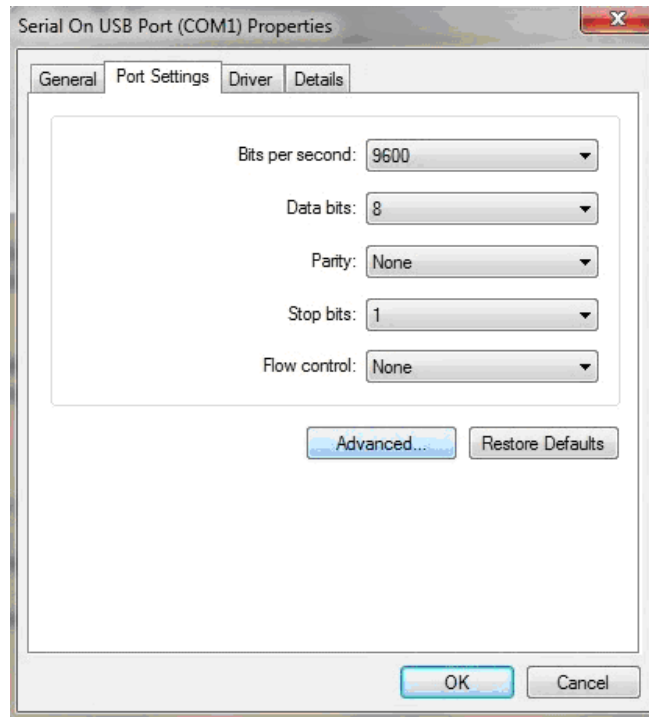 Serial On USB Port (COM1) Properties
General Port Settings Driver Details
Bits per second: 9600
Data bits: 8
Parity: None
Stop bits: 1
Flow control: None
Advanced... Restore Defaults
OK Cancel